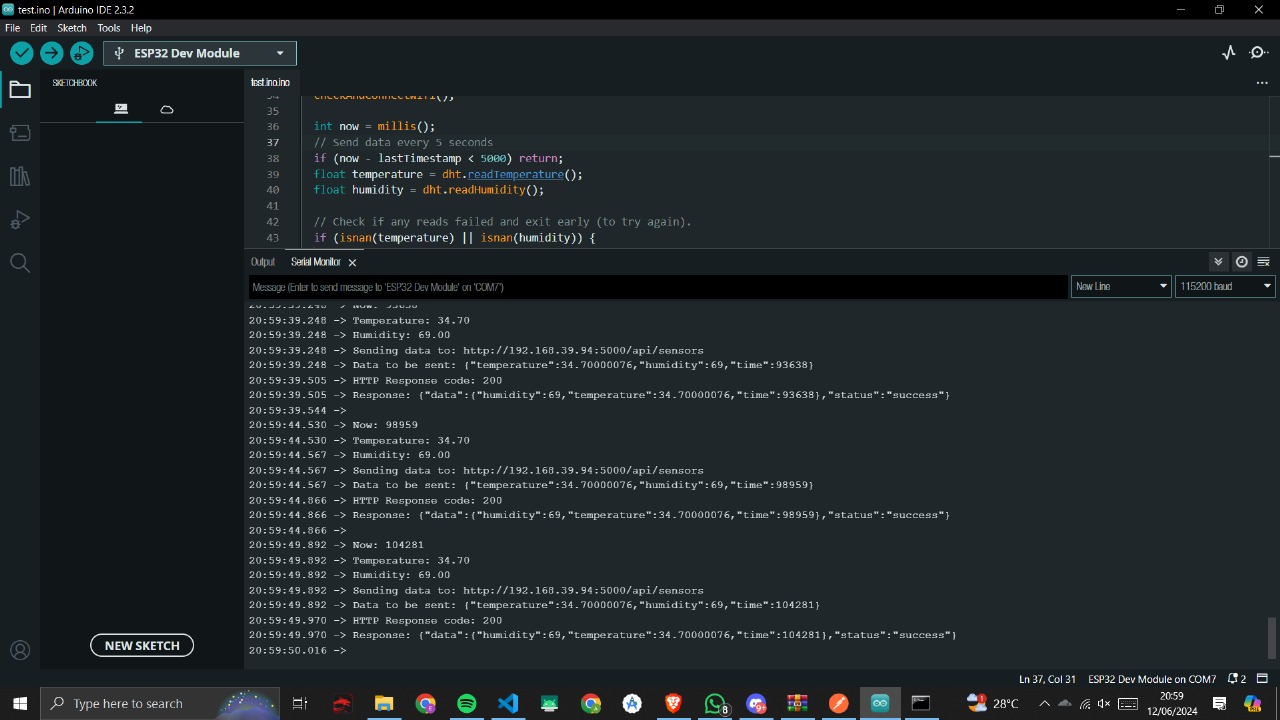 test.ino | Arduino IDE 2.3.2
File Edit Sketch Tools Help
ESP32 Dev Module
SKETCHBOOK
test.ino.ino
34 checkAndConnectWifi();
35
36 int now = millis();
37 // Send data every 5 seconds
38 if (now - lastTimestamp < 5000) return;
39 float temperature = dht.readTemperature();
40 float humidity = dht.readHumidity();
41
42 // Check if any reads failed and exit early (to try again).
43 if (isnan(temperature) || isnan(humidity)) {
Output Serial Monitor
Message (Enter to send message to 'ESP32 Dev Module' on 'COM7')
New Line
115200 baud
20:59:39.248 -> Now: 93638
20:59:39.248 -> Temperature: 34.70
20:59:39.248 -> Humidity: 69.00
20:59:39.248 -> Sending data to: http://192.168.39.94:5000/api/sensors
20:59:39.248 -> Data to be sent: {"temperature":34.70000076,"humidity":69,"time":93638}
20:59:39.505 -> HTTP Response code: 200
20:59:39.505 -> Response: {"data":{"humidity":69,"temperature":34.70000076,"time":93638},"status":"success"}
20:59:39.544 ->
20:59:44.530 -> Now: 98959
20:59:44.530 -> Temperature: 34.70
20:59:44.567 -> Humidity: 69.00
20:59:44.567 -> Sending data to: http://192.168.39.94:5000/api/sensors
20:59:44.567 -> Data to be sent: {"temperature":34.70000076,"humidity":69,"time":98959}
20:59:44.866 -> HTTP Response code: 200
20:59:44.866 -> Response: {"data":{"humidity":69,"temperature":34.70000076,"time":98959},"status":"success"}
20:59:44.866 ->
20:59:49.892 -> Now: 104281
20:59:49.892 -> Temperature: 34.70
20:59:49.892 -> Humidity: 69.00
20:59:49.892 -> Sending data to: http://192.168.39.94:5000/api/sensors
20:59:49.892 -> Data to be sent: {"temperature":34.70000076,"humidity":69,"time":104281}
20:59:49.970 -> HTTP Response code: 200
20:59:49.970 -> Response: {"data":{"humidity":69,"temperature":34.70000076,"time":104281},"status":"success"}
20:59:50.016 ->
NEW SKETCH
Ln 37, Col 31 ESP32 Dev Module on COM7 2
Type here to search
8
9+
28°C
20:59
12/06/2024